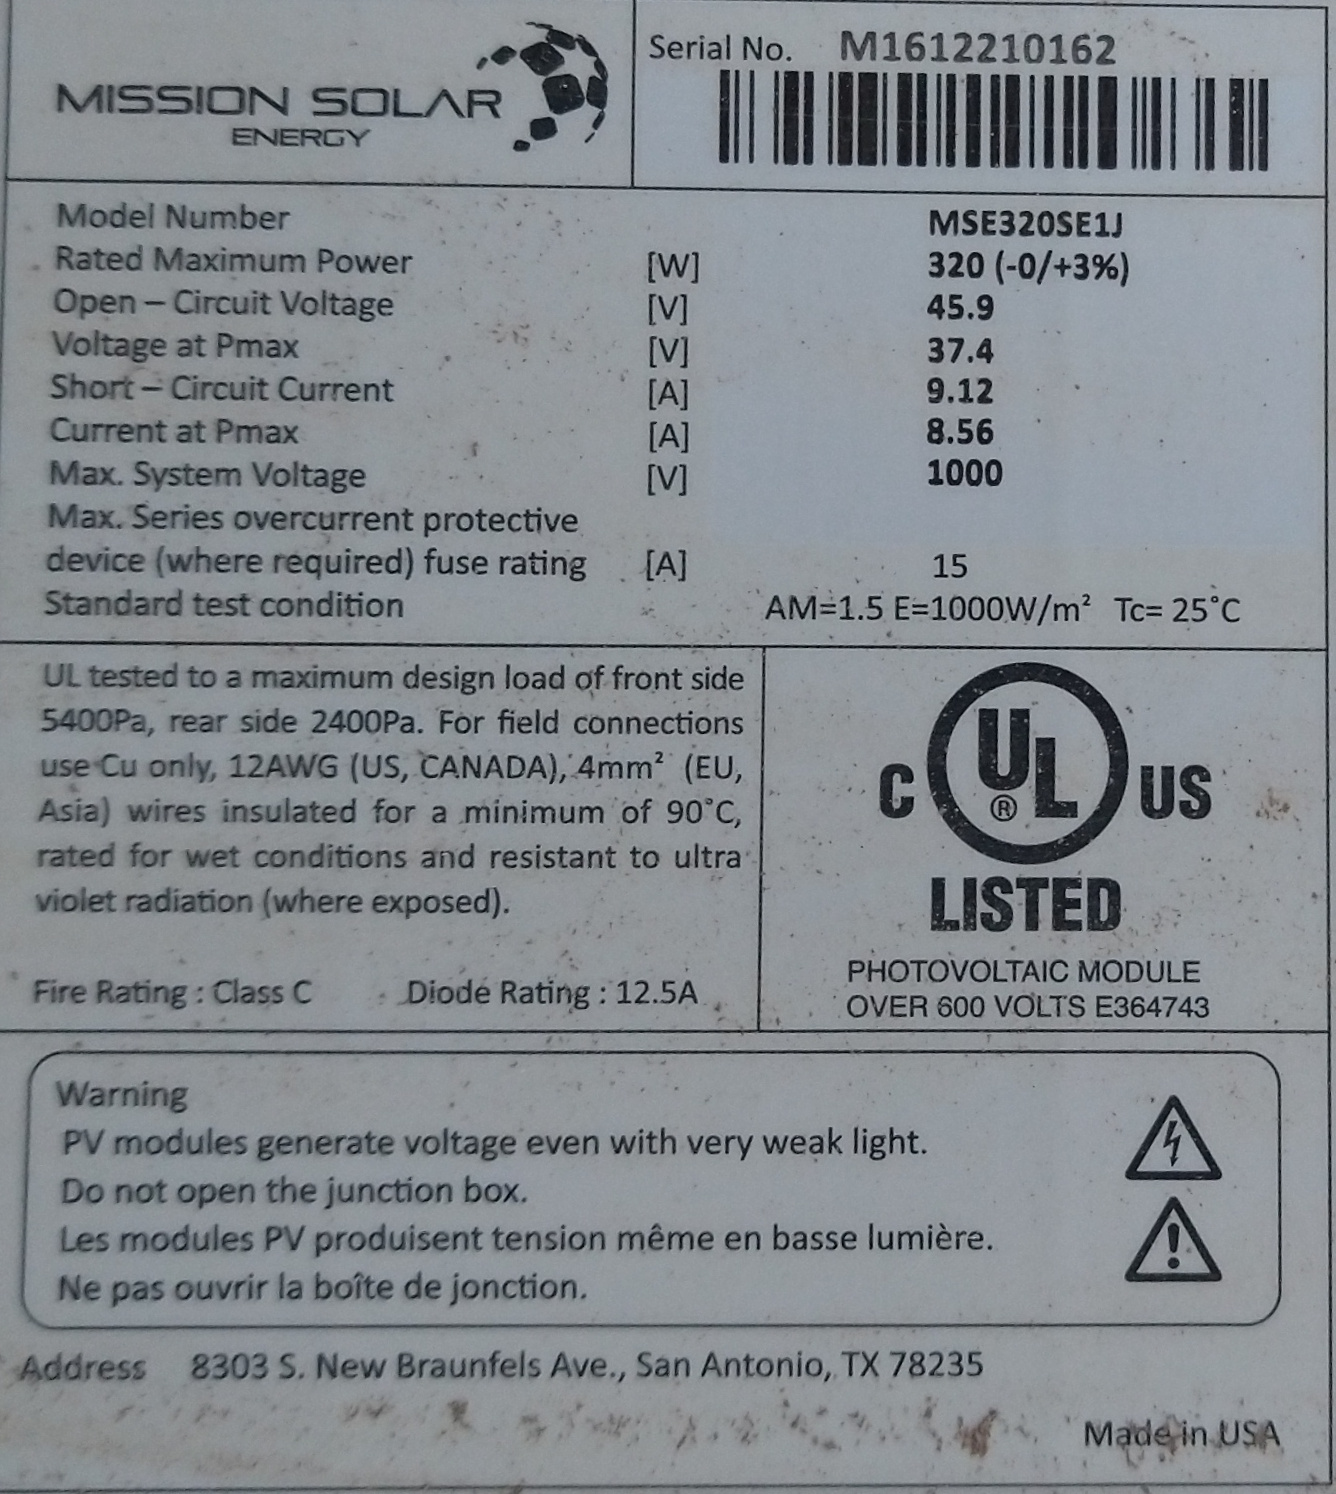 MISSION SOLAR
ENERGY
Serial No. M1612210162
Model Number MSE320SE1J
Rated Maximum Power [W] 320 (-0/+3%)
Open – Circuit Voltage [V] 45.9
Voltage at Pmax [V] 37.4
Short – Circuit Current [A] 9.12
Current at Pmax [A] 8.56
Max. System Voltage [V] 1000
Max. Series overcurrent protective
device (where required) fuse rating [A] 15
Standard test condition AM=1.5 E=1000W/m² Tc= 25°C
UL tested to a maximum design load of front side
5400Pa, rear side 2400Pa. For field connections
use Cu only, 12AWG (US, CANADA), 4mm² (EU,
Asia) wires insulated for a minimum of 90°C,
rated for wet conditions and resistant to ultra
violet radiation (where exposed).
Fire Rating : Class C Diode Rating : 12.5A
C UL® US
LISTED
PHOTOVOLTAIC MODULE
OVER 600 VOLTS E364743
Warning
PV modules generate voltage even with very weak light.
Do not open the junction box.
Les modules PV produisent tension même en basse lumière.
Ne pas ouvrir la boîte de jonction.
Address 8303 S. New Braunfels Ave., San Antonio, TX 78235
Made in USA